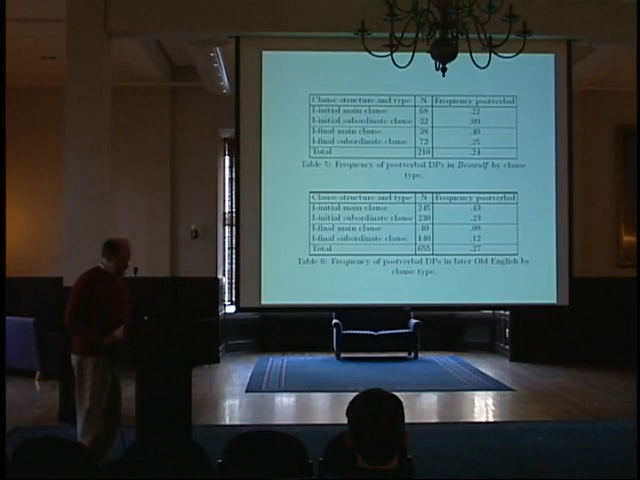 Clause structure and type N Frequency postverbal
I-initial main clause 68 .22
I-initial subordinate clause 32 .09
I-final main clause 38 .40
I-final subordinate clause 72 .25
Total 210 .24
Table 5: Frequency of postverbal DPs in Beowulf by clause
type.
Clause structure and type N Frequency postverbal
I-initial main clause 245 .43
I-initial subordinate clause 230 .23
I-final main clause 40 .08
I-final subordinate clause 140 .12
Total 655 .27
Table 6: Frequency of postverbal DPs in later Old English by
clause type.